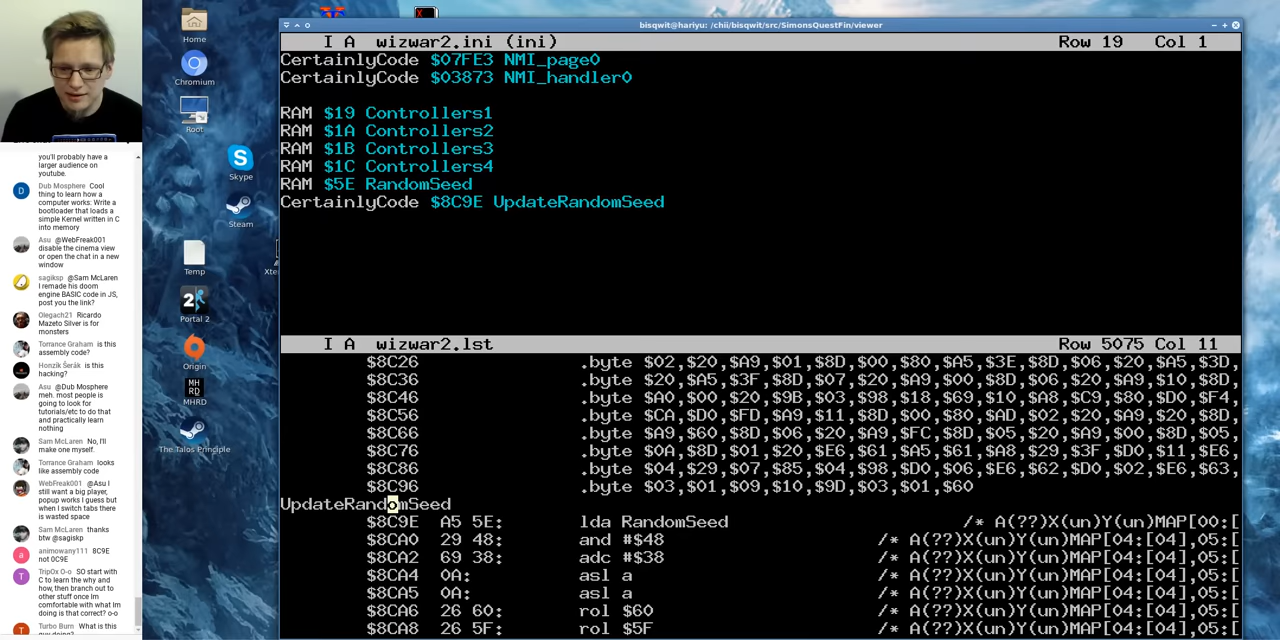 bisqwit@hariyu: /chii/bisqwit/src/SimonsQuestFin/viewer
I A wizwar2.ini (ini) Row 19 Col 1
CertainlyCode $07FE3 NMI_page0
CertainlyCode $03873 NMI_handler0
RAM $19 Controllers1
RAM $1A Controllers2
RAM $1B Controllers3
RAM $1C Controllers4
RAM $5E RandomSeed
CertainlyCode $8C9E UpdateRandomSeed
I A wizwar2.lst Row 5075 Col 11
$8C26 .byte $02,$20,$A9,$01,$8D,$00,$80,$A5,$3E,$8D,$06,$20,$A5,$3D,
$8C36 .byte $20,$A5,$3F,$8D,$07,$20,$A9,$00,$8D,$06,$20,$A9,$10,$8D,
$8C46 .byte $A0,$00,$20,$9B,$03,$98,$18,$69,$10,$A5,$C9,$80,$D0,$F4,
$8C56 .byte $CA,$D0,$FD,$A9,$11,$8D,$00,$80,$AD,$02,$20,$A9,$20,$8D,
$8C66 .byte $A9,$60,$8D,$06,$20,$A9,$FC,$8D,$05,$20,$A9,$00,$8D,$05,
$8C76 .byte $0A,$8D,$01,$20,$E6,$61,$A5,$61,$A8,$29,$3F,$D0,$11,$E6,
$8C86 .byte $04,$29,$07,$85,$04,$98,$D0,$06,$E6,$62,$D0,$02,$E6,$63,
$8C96 .byte $03,$01,$09,$10,$9D,$03,$01,$60
UpdateRandomSeed
$8C9E A5 5E: lda RandomSeed /* A(??)X(un)Y(un)MAP[00:[
$8CA0 29 48: and #$48 /* A(??)X(un)Y(un)MAP[04:[04],05:[
$8CA2 69 38: adc #$38 /* A(??)X(un)Y(un)MAP[04:[04],05:[
$8CA4 0A: asl a /* A(??)X(un)Y(un)MAP[04:[04],05:[
$8CA5 0A: asl a /* A(??)X(un)Y(un)MAP[04:[04],05:[
$8CA6 26 60: rol $60 /* A(??)X(un)Y(un)MAP[04:[04],05:[
$8CA8 26 5F: rol $5F /* A(??)X(un)Y(un)MAP[04:[04],05:[
Home
Chromium
Root
Skype
Steam
Temp
Xte
Portal 2
Origin
MH
RD
MHRD
The Talos Principle
you'll probably have a
larger audience on
youtube.
Dub Mosphere Cool
thing to learn how a
computer works: Write a
bootloader that loads a
simple Kernel written in C
into memory
Asu @WebFreak001
disable the cinema view
or open the chat in a new
window
sagiksp @Sam McLaren
I remade his doom
engine BASIC code in JS,
post you the link?
Olegach21 Ricardo
Mazeto Silver is for
monsters
Torrance Graham is this
assembly code?
Honzik Šerák is this
hacking?
Asu @Dub Mosphere
meh. most people is
going to look for
tutorials/etc to do that
and practically learn
nothing
Sam McLaren No, I'll
make one myself.
Torrance Graham looks
like assembly code
WebFreak001 @Asu I
still want a big player,
popup works I guess but
when I switch tabs there
is wasted space
Sam McLaren thanks
btw @sagiskp
animowany111 8C9E
not 0C9E
TripOx O-o SO start with
C to learn the why and
how, then branch out to
other stuff once Im
comfortable with what Im
doing is that correct? o-o
Turbo Burn What is this